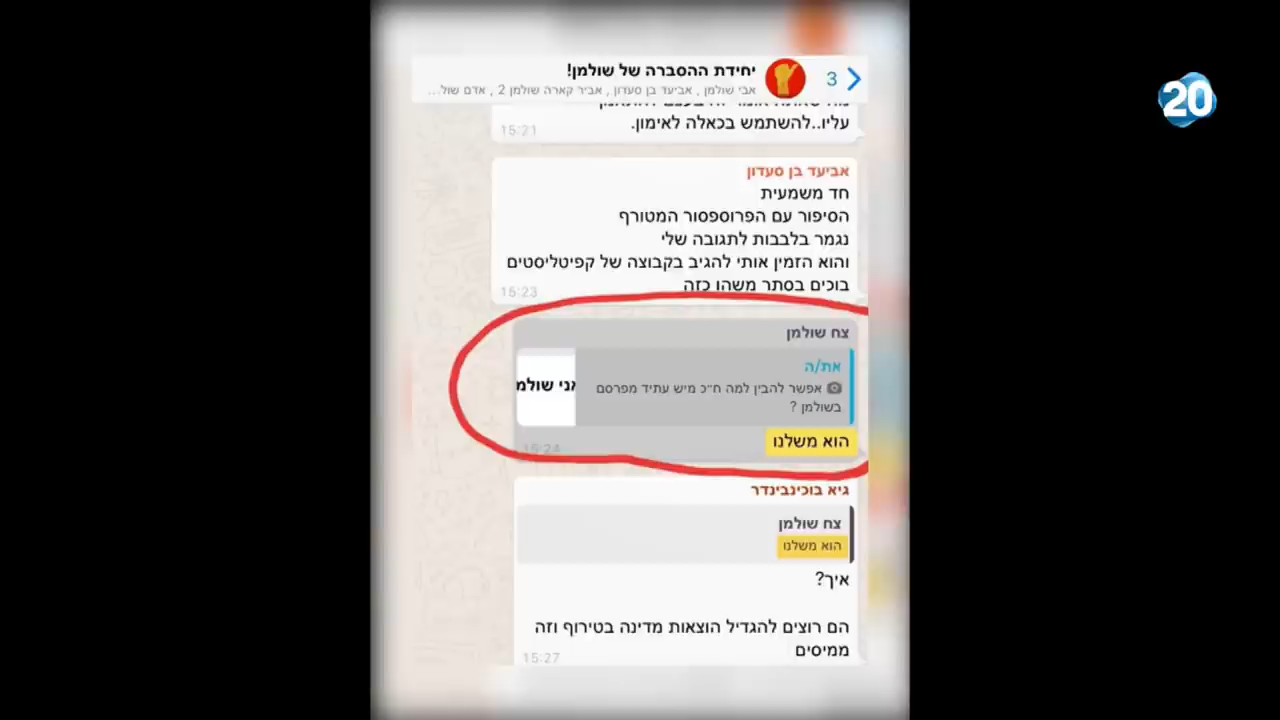 20
3
יחידת ההסברה של שולמן!
אבי שולמן , אביעד בן סעדון , אביר קארה שולמן 2 , אדם שול...
עליו..להשתמש בכאלה לאימון.
15:21
אביעד בן סעדון
חד משמעית
הסיפור עם הפרוספסור המטורף
נגמר בלבבות לתגובה שלי
והוא הזמין אותי להגיב בקבוצה של קפיטליסטים
בוכים בסתר משהו כזה
15:23
צח שולמן
את/ה
אפשר להבין למה ח״כ מיש עתיד מפרסם
בשולמן ?
אני שולמ
הוא משלנו
15:24
גיא בוכינבינדר
צח שולמן
הוא משלנו
איך?
הם רוצים להגדיל הוצאות מדינה בטירוף וזה
ממיסים
15:27